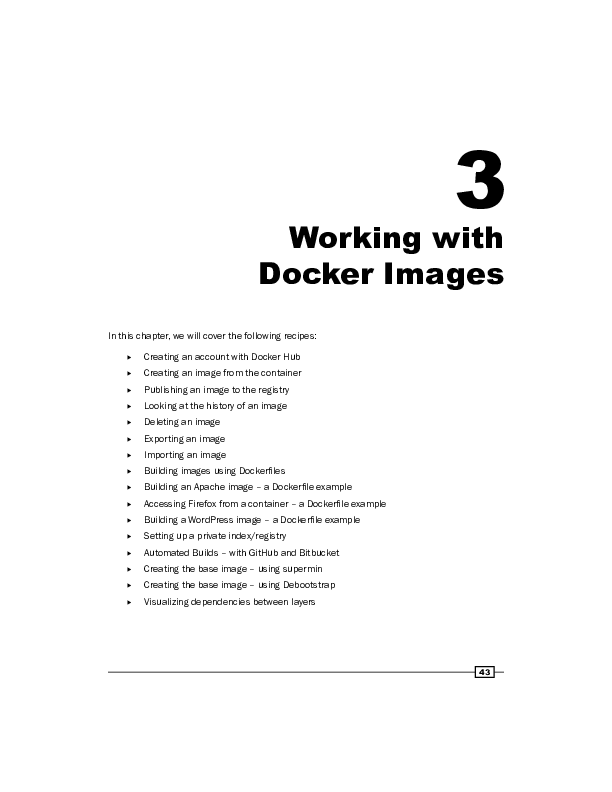 3
Working with
Docker Images
In this chapter, we will cover the following recipes:
▸ Creating an account with Docker Hub
▸ Creating an image from the container
▸ Publishing an image to the registry
▸ Looking at the history of an image
▸ Deleting an image
▸ Exporting an image
▸ Importing an image
▸ Building images using Dockerfiles
▸ Building an Apache image – a Dockerfile example
▸ Accessing Firefox from a container – a Dockerfile example
▸ Building a WordPress image – a Dockerfile example
▸ Setting up a private index/registry
▸ Automated Builds – with GitHub and Bitbucket
▸ Creating the base image – using supermin
▸ Creating the base image – using Debootstrap
▸ Visualizing dependencies between layers
43